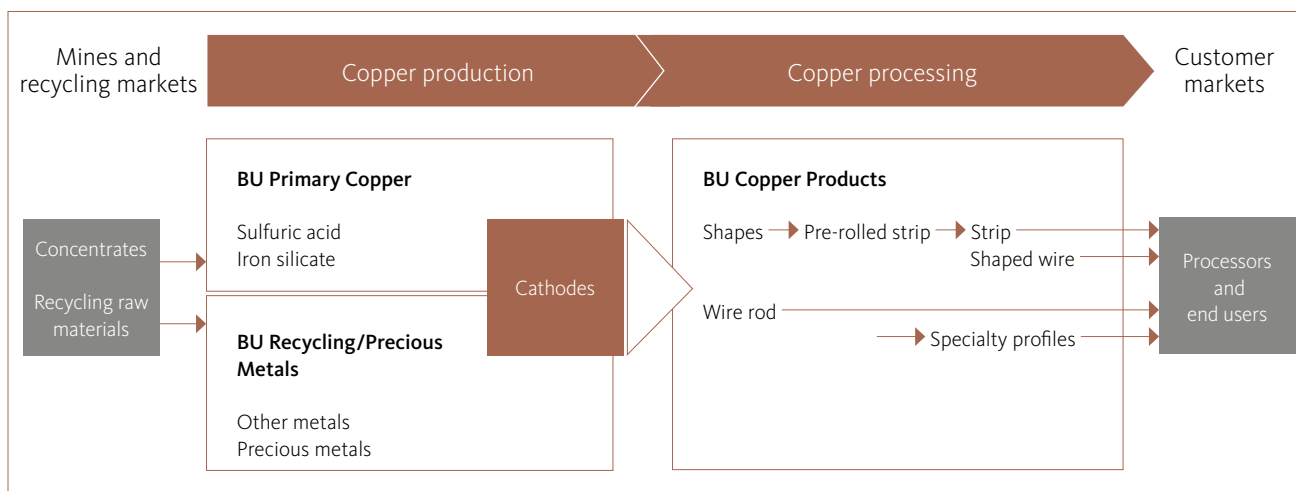 Mines and
recycling markets
Copper production
Copper processing
Customer
markets
Concentrates
Recycling raw
materials
BU Primary Copper
Sulfuric acid
Iron silicate
BU Recycling/Precious
Metals
Other metals
Precious metals
Cathodes
BU Copper Products
Shapes Pre-rolled strip Strip
Shaped wire
Wire rod
Specialty profiles
Processors
and
end users